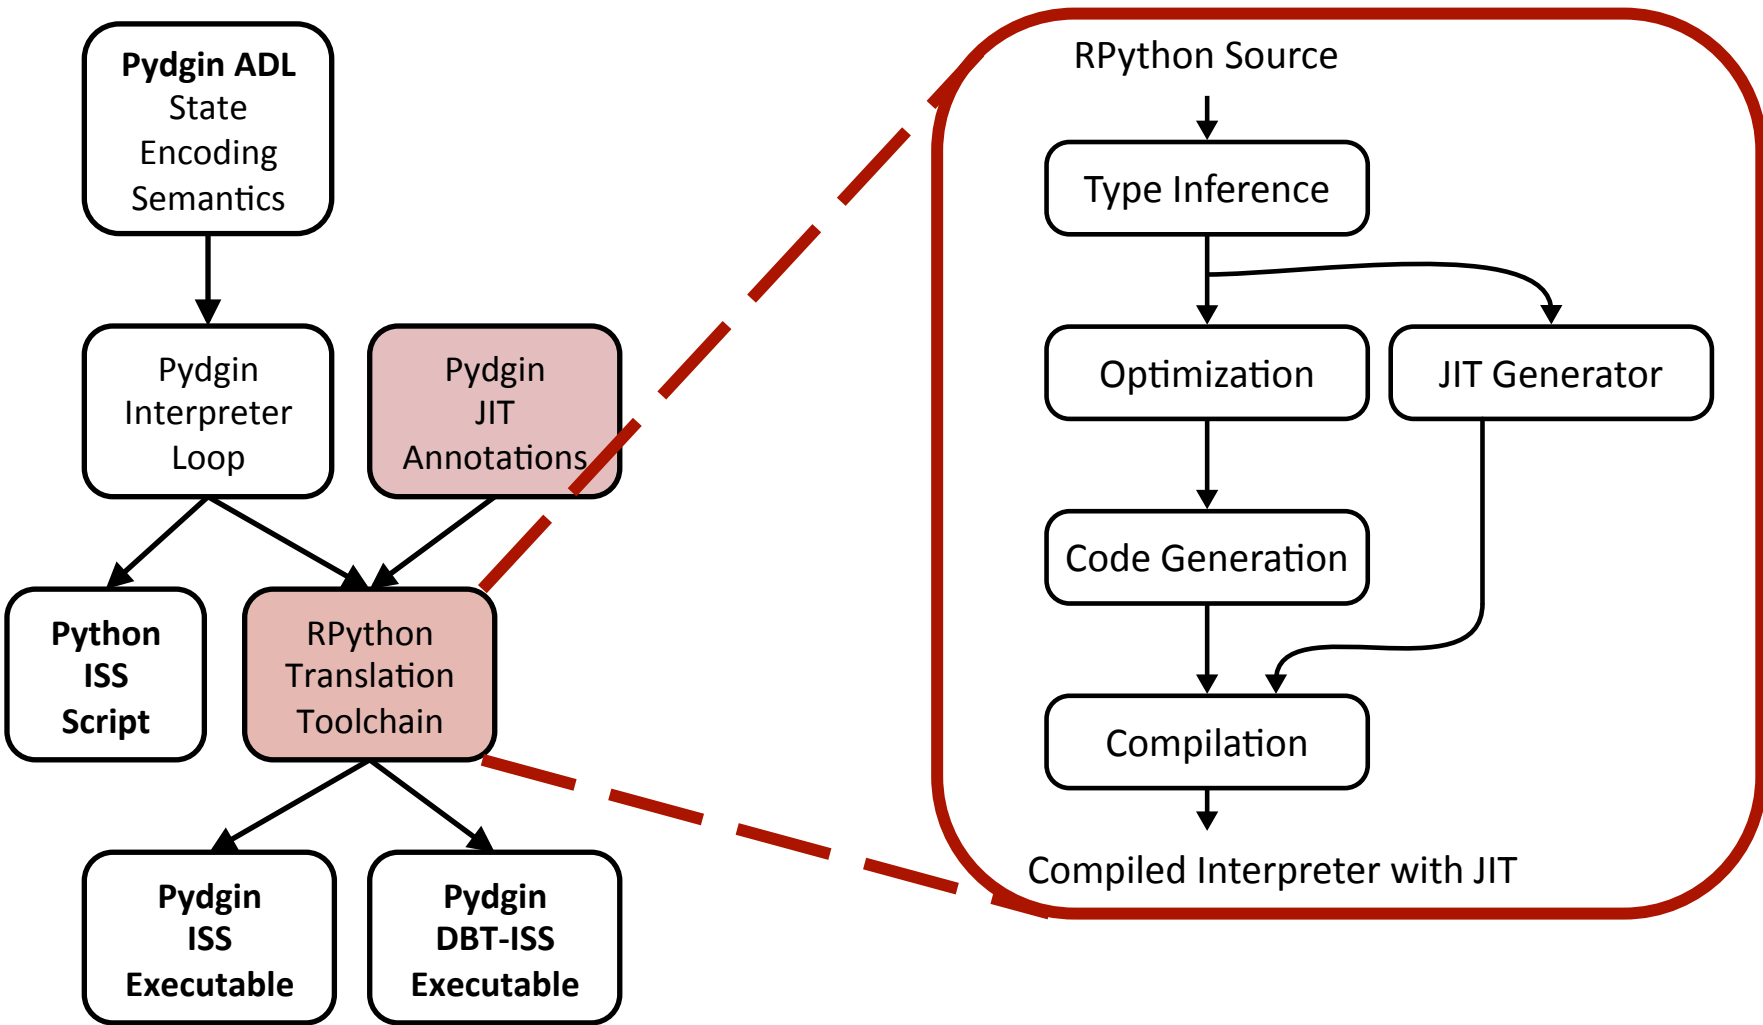 Pydgin ADL
State
Encoding
Semantics
Pydgin
Interpreter
Loop
Pydgin
JIT
Annotations
Python
ISS
Script
RPython
Translation
Toolchain
Pydgin
ISS
Executable
Pydgin
DBT-ISS
Executable
RPython Source
Type Inference
Optimization
JIT Generator
Code Generation
Compilation
Compiled Interpreter with JIT